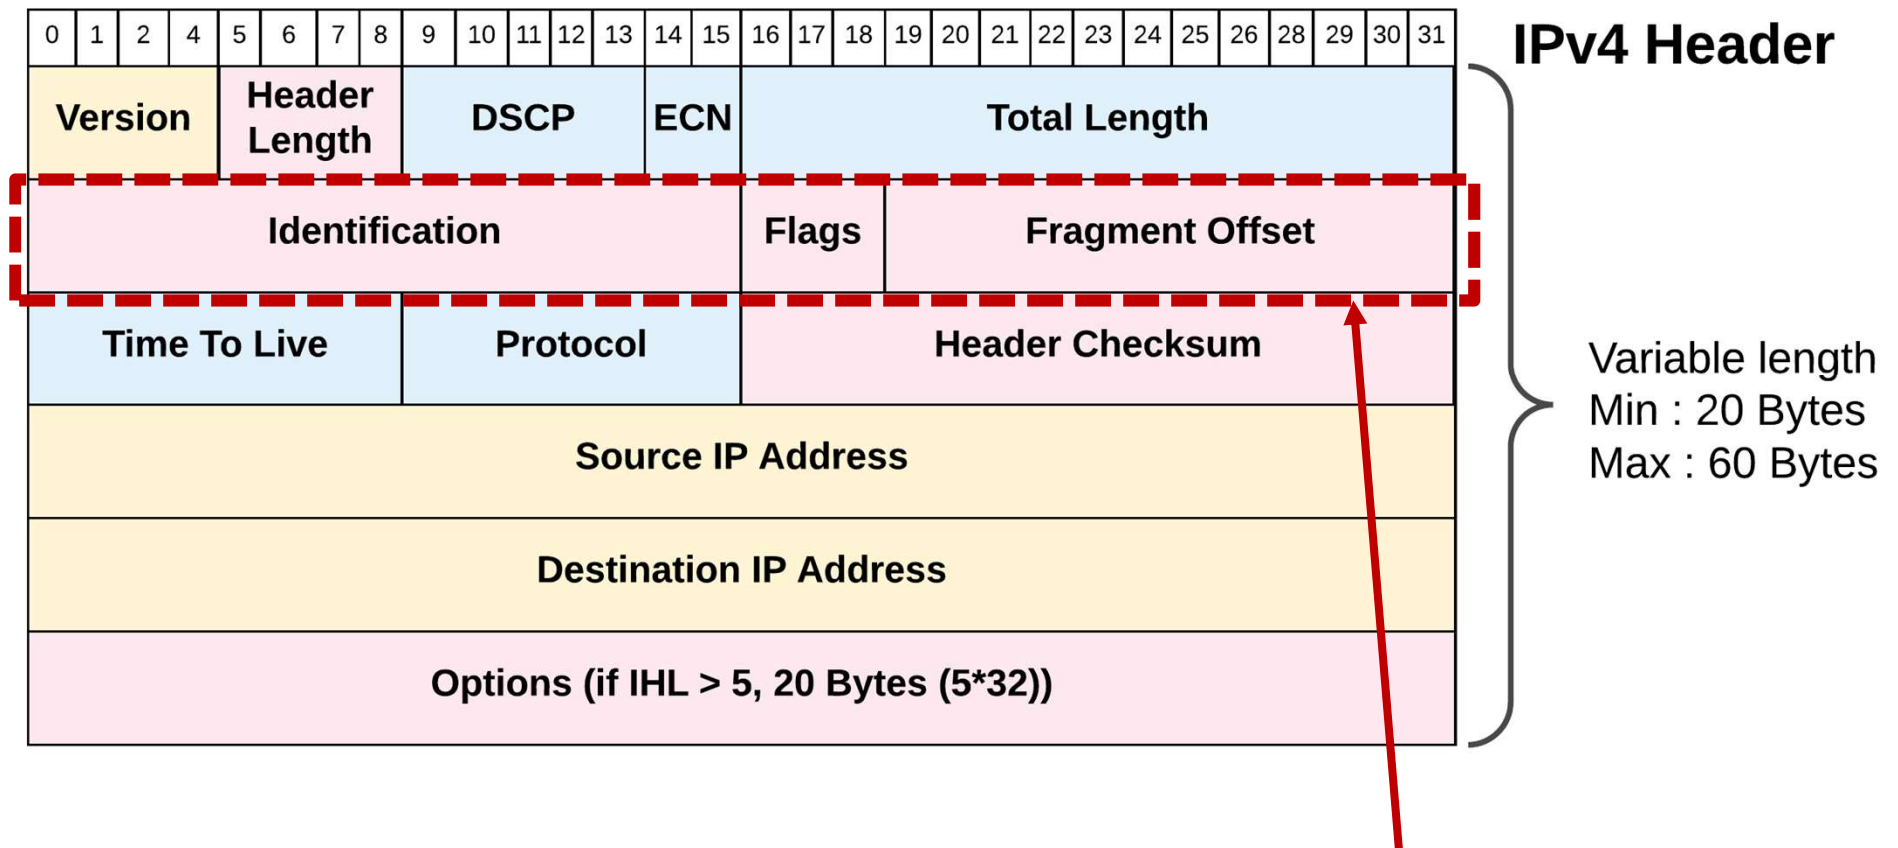 0 1 2 4 5 6 7 8 9 10 11 12 13 14 15 16 17 18 19 20 21 22 23 24 25 26 28 29 30 31
IPv4 Header
Version Header Length DSCP ECN Total Length
Identification Flags Fragment Offset
Time To Live Protocol Header Checksum
Source IP Address
Destination IP Address
Options (if IHL > 5, 20 Bytes (5*32))
Variable length
Min : 20 Bytes
Max : 60 Bytes